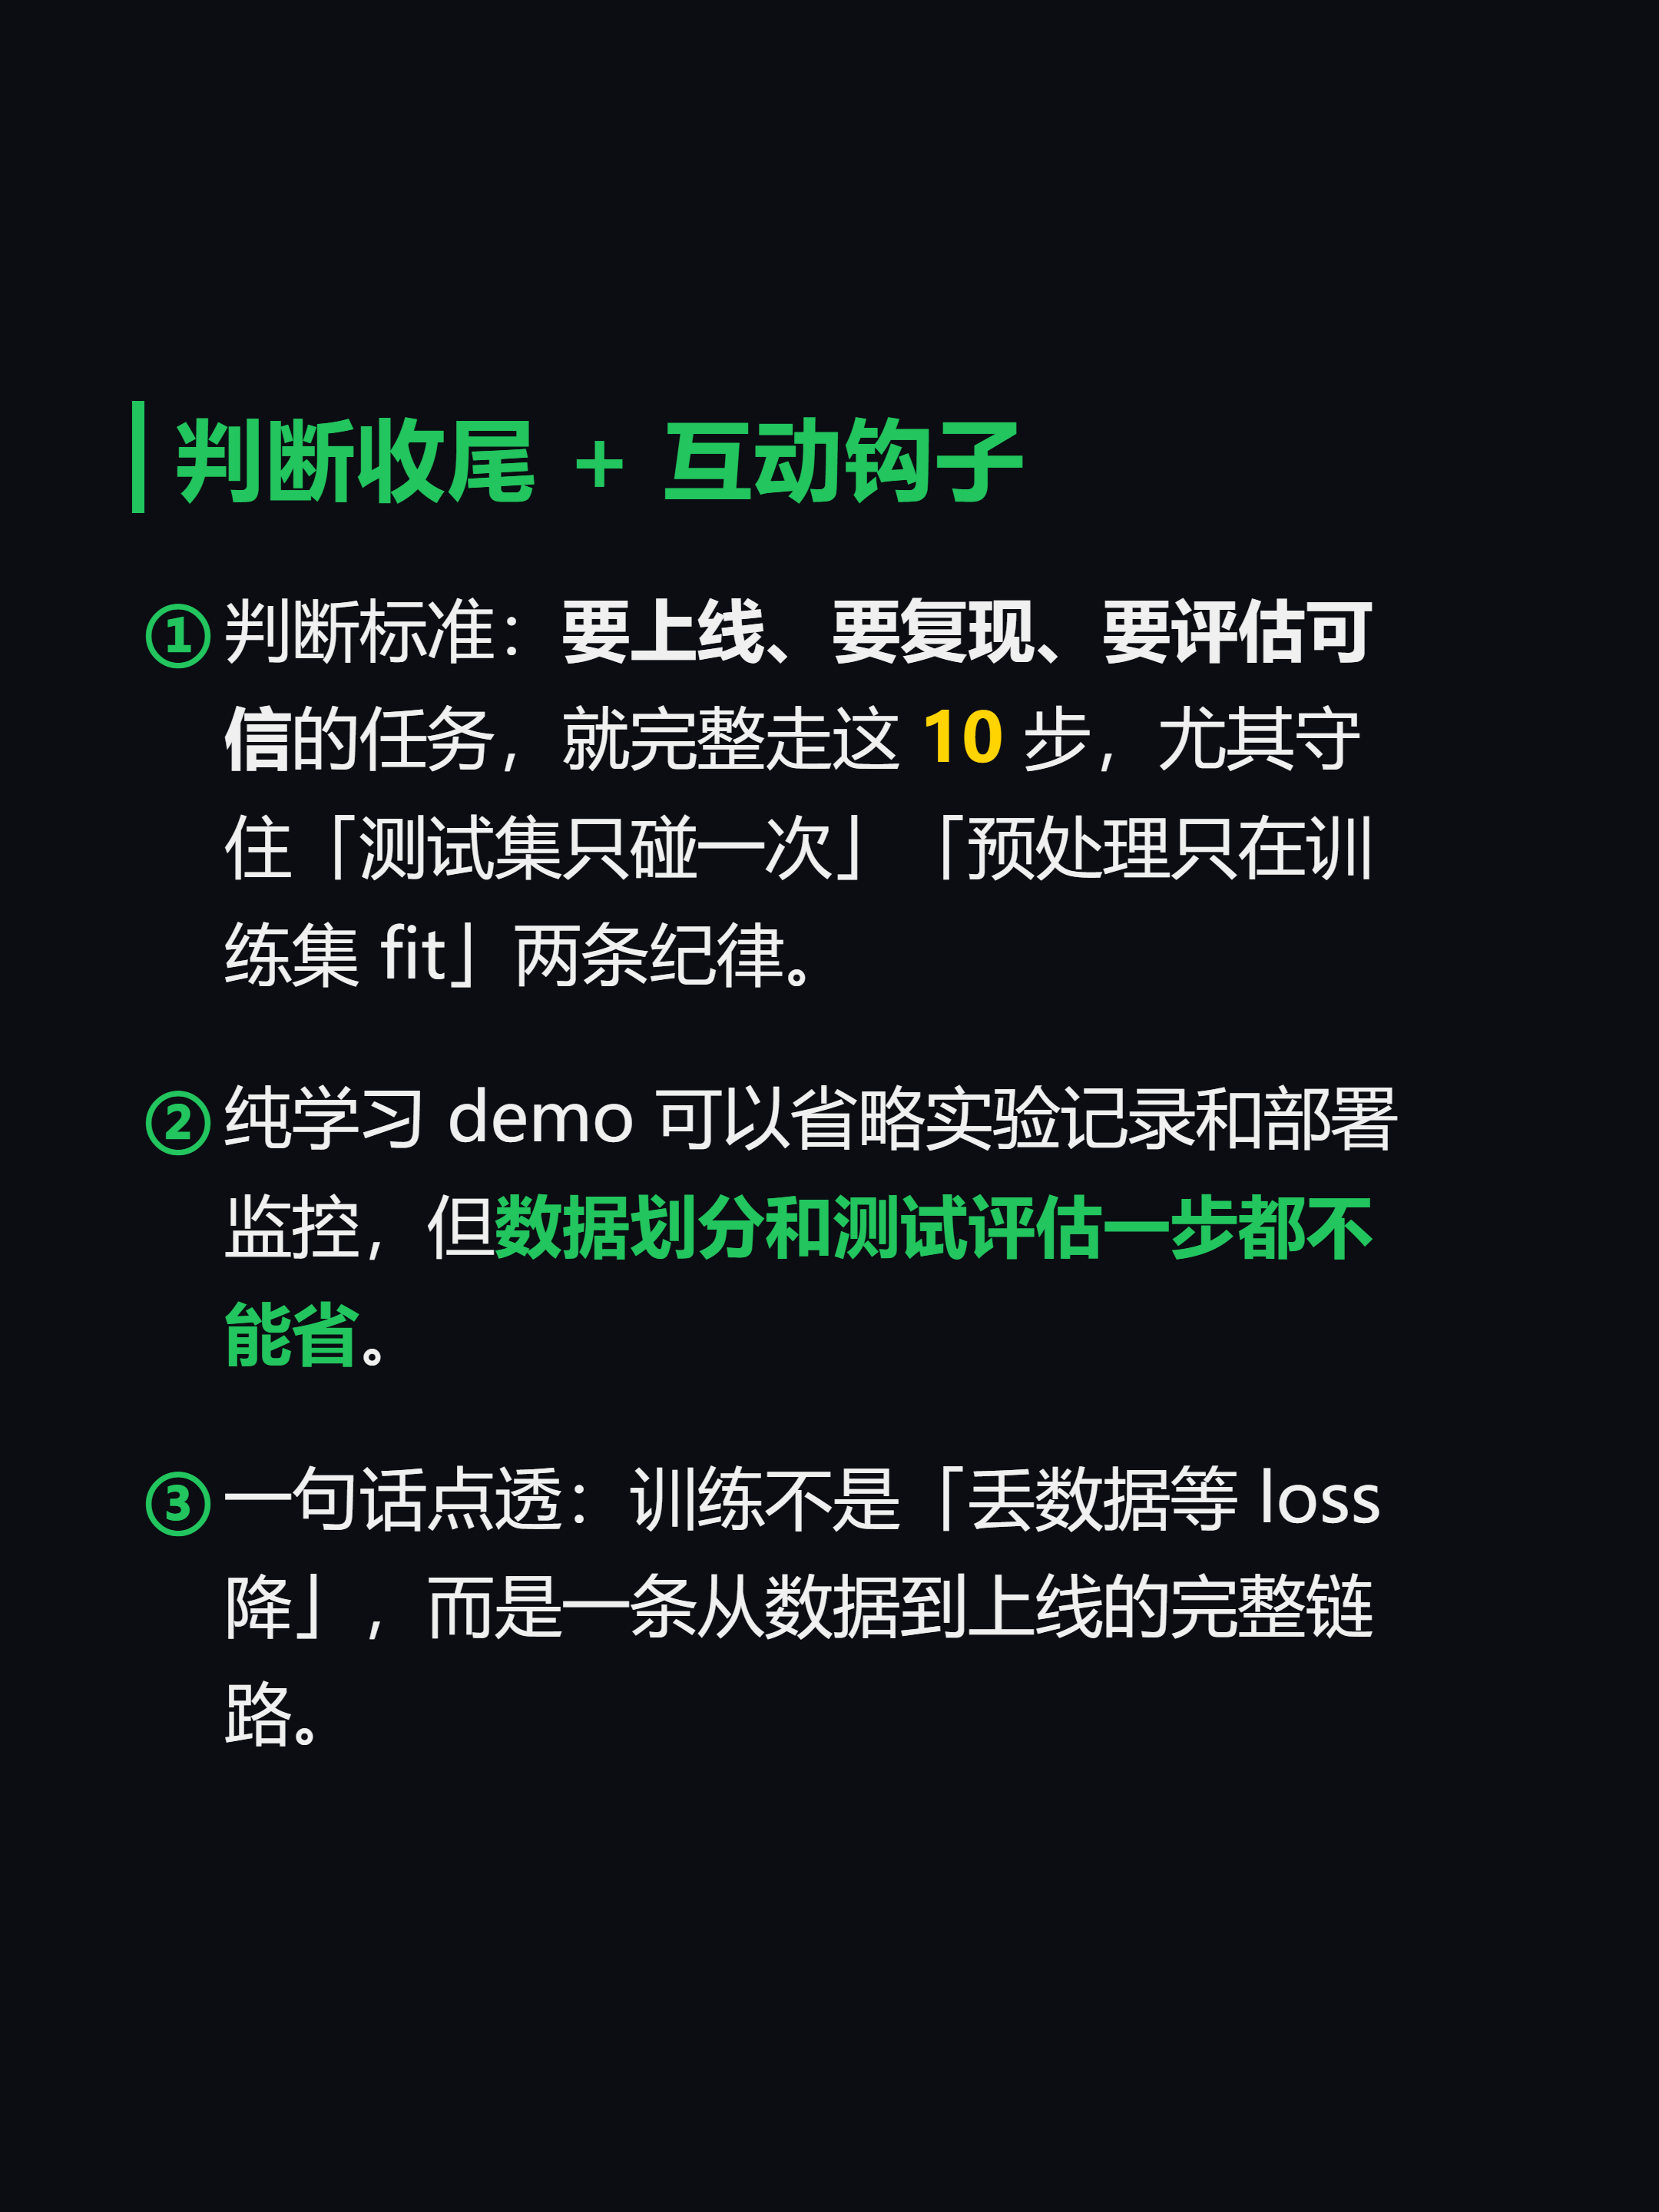 判断收尾 + 互动钩子
① 判断标准：要上线、要复现、要评估可
信的任务，就完整走这 10 步，尤其守
住「测试集只碰一次」「预处理只在训
练集 fit」两条纪律。
② 纯学习 demo 可以省略实验记录和部署
监控，但数据划分和测试评估一步都不
能省。
③ 一句话点透：训练不是「丢数据等 loss
降」，而是一条从数据到上线的完整链
路。